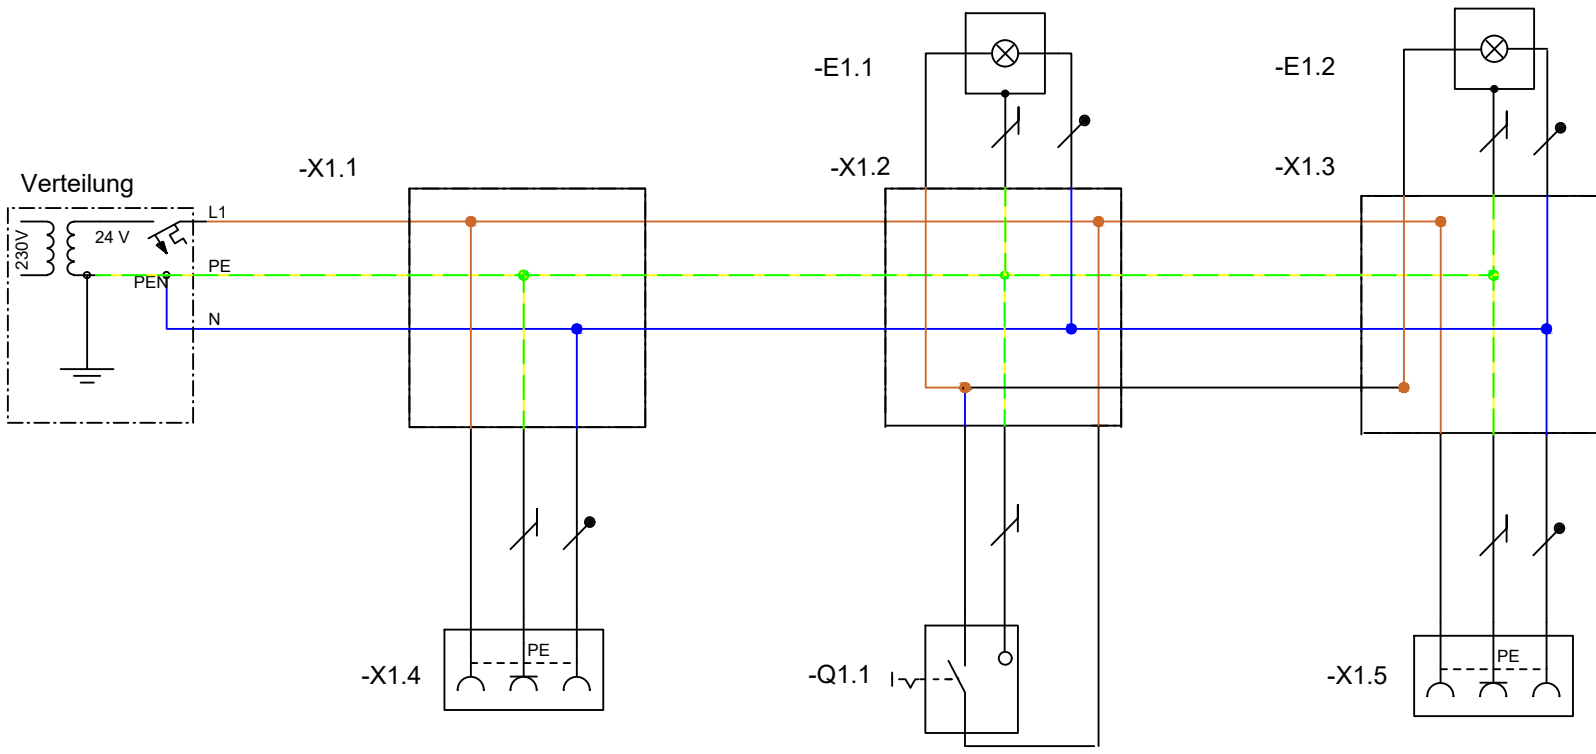 -E1.1
-E1.2
-X1.1
-X1.2
-X1.3
Verteilung
L1
230V
24 V
PE
PEN
N
PE
PE
-X1.4
-Q1.1
-X1.5